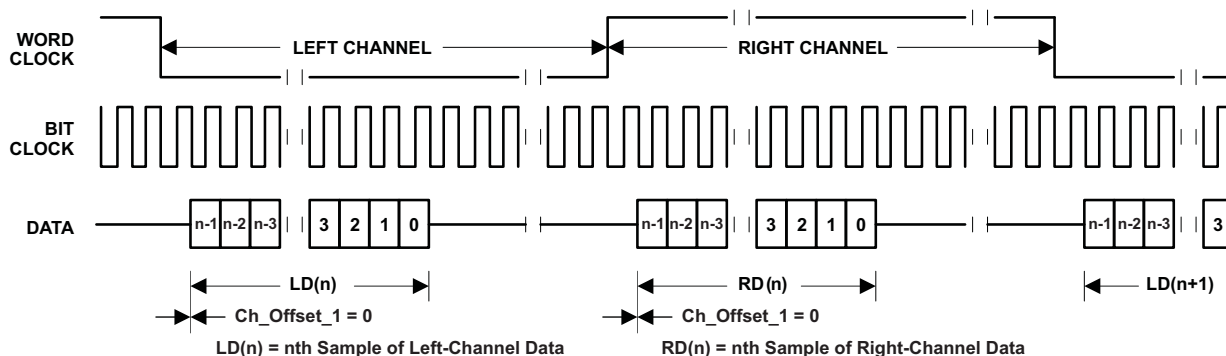 WORD
CLOCK
LEFT CHANNEL
RIGHT CHANNEL
BIT
CLOCK
DATA
n-1 n-2 n-3 3 2 1 0 n-1 n-2 n-3 3 2 1 0 n-1 n-2 n-3 3
LD(n) RD(n) LD(n+1)
Ch_Offset_1 = 0 Ch_Offset_1 = 0
LD(n) = nth Sample of Left-Channel Data RD(n) = nth Sample of Right-Channel Data